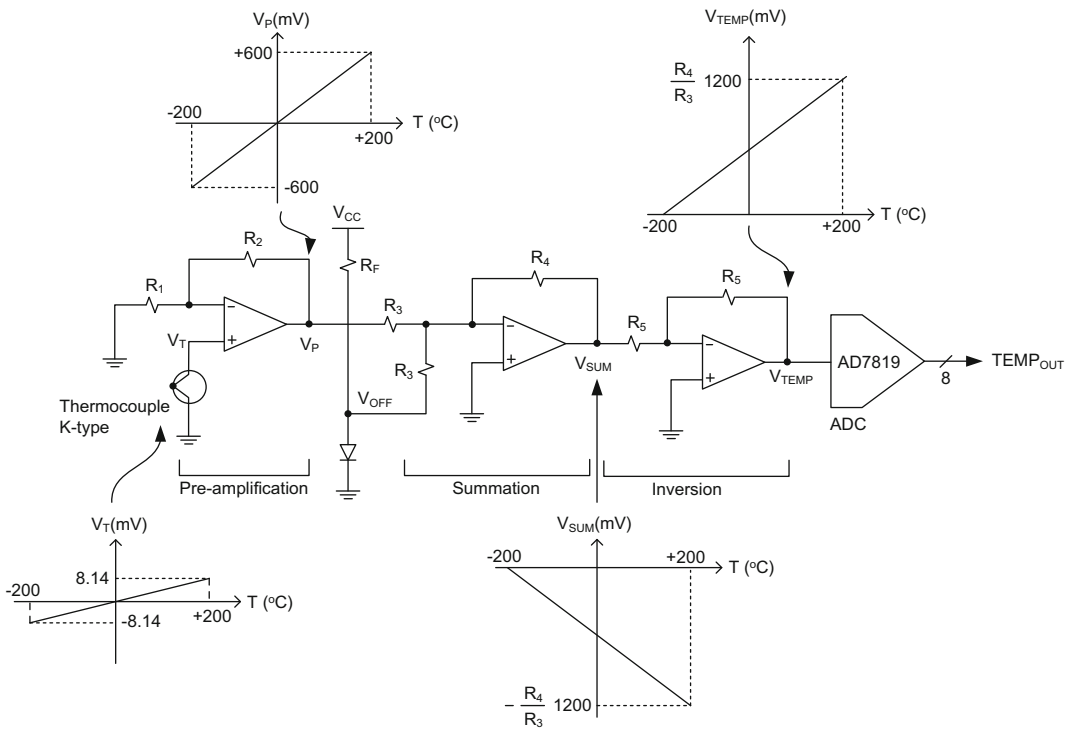 V_P(mV)
+600
-200
T (°C)
+200
-600
V_TEMP(mV)
R_4
R_3
1200
T (°C)
-200
+200
V_CC
R_F
R_2
R_1
V_T
V_P
Thermocouple
K-type
R_3
R_3
V_OFF
R_4
V_SUM
R_5
R_5
V_TEMP
AD7819
ADC
8
TEMP_OUT
−
+
−
+
−
+
Pre-amplification
Summation
Inversion
V_T(mV)
8.14
-200
T (°C)
+200
-8.14
V_SUM(mV)
-200
+200
T (°C)
− R_4
R_3
1200